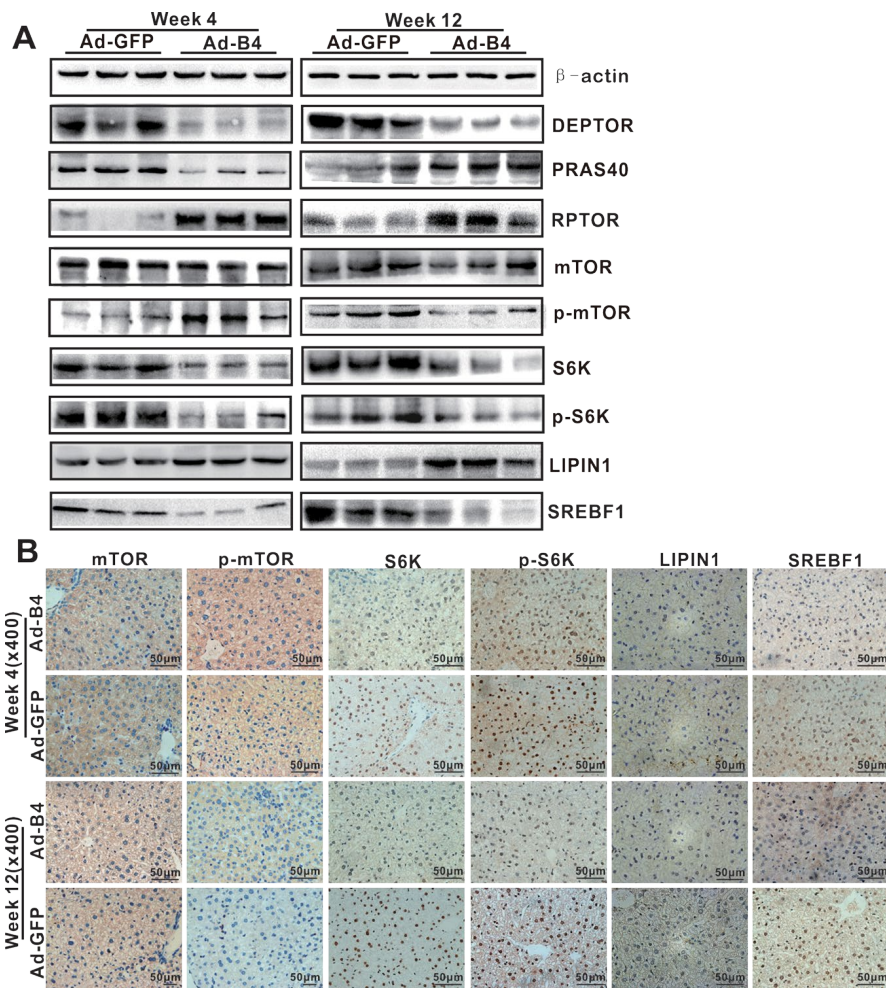 A
Week 4 Week 12
Ad-GFP Ad-B4 Ad-GFP Ad-B4
β-actin
DEPTOR
PRAS40
RPTOR
mTOR
p-mTOR
S6K
p-S6K
LIPIN1
SREBF1
B
mTOR p-mTOR S6K p-S6K LIPIN1 SREBF1
Week 4(x400)
Ad-B4
50μm 50μm 50μm 50μm 50μm 50μm
Ad-GFP
50μm 50μm 50μm 50μm 50μm 50μm
Week 12(x400)
Ad-B4
50μm 50μm 50μm 50μm 50μm 50μm
Ad-GFP
50μm 50μm 50μm 50μm 50μm 50μm